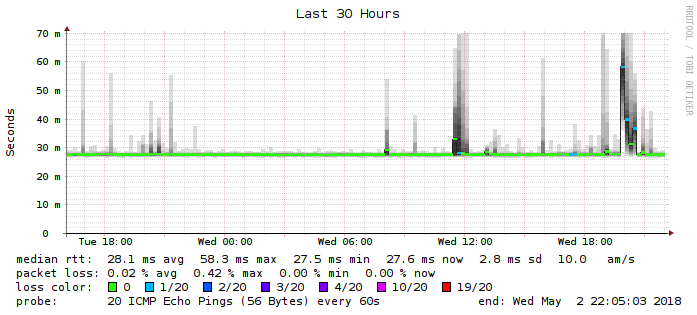 Last 30 Hours
RRDTOOL / TOBI OETIKER
Seconds
70 m
60 m
50 m
40 m
30 m
20 m
10 m
0
Tue 18:00 Wed 00:00 Wed 06:00 Wed 12:00 Wed 18:00
median rtt: 28.1 ms avg 58.3 ms max 27.5 ms min 27.6 ms now 2.8 ms sd 10.0 am/s
packet loss: 0.02 % avg 0.42 % max 0.00 % min 0.00 % now
loss color: 0 1/20 2/20 3/20 4/20 10/20 19/20
probe: 20 ICMP Echo Pings (56 Bytes) every 60s end: Wed May 2 22:05:03 2018